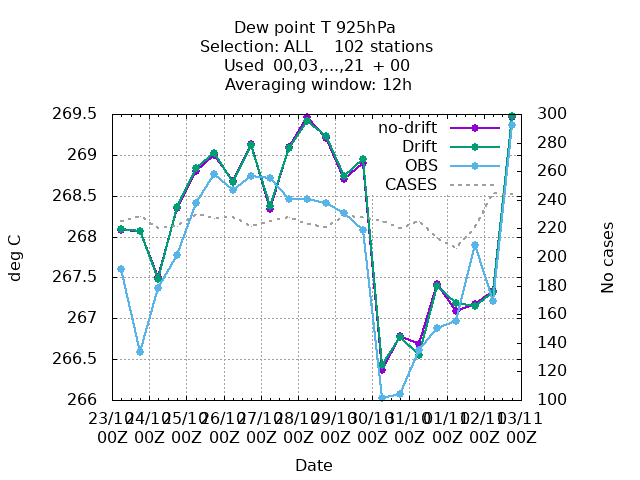 Dew point T 925hPa
Selection: ALL    102 stations
Used  00,03,...,21  + 00
Averaging window: 12h
no-drift
Drift
OBS
CASES
269.5
269
268.5
268
267.5
267
266.5
266
deg C
300
280
260
240
220
200
180
160
140
120
100
No cases
23/10 24/10 25/10 26/10 27/10 28/10 29/10 30/10 31/10 01/11 02/11 03/11
00Z 00Z 00Z 00Z 00Z 00Z 00Z 00Z 00Z 00Z 00Z 00Z
Date